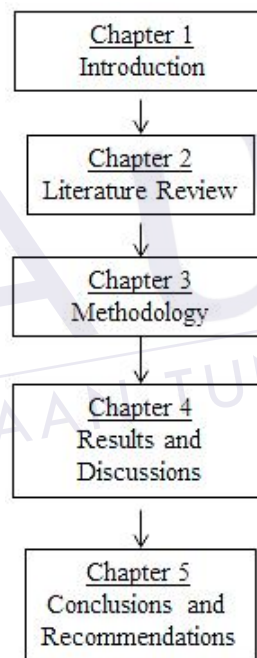 Chapter 1
Introduction
Chapter 2
Literature Review
Chapter 3
Methodology
Chapter 4
Results and
Discussions
Chapter 5
Conclusions and
Recommendations